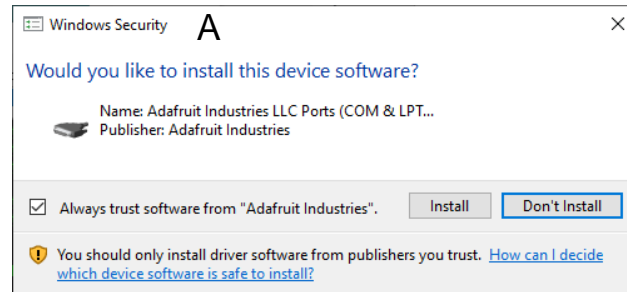 Windows Security
A
Would you like to install this device software?
Name: Adafruit Industries LLC Ports (COM & LPT...
Publisher: Adafruit Industries
Always trust software from "Adafruit Industries".
Install
Don't Install
You should only install driver software from publishers you trust. How can I decide
which device software is safe to install?